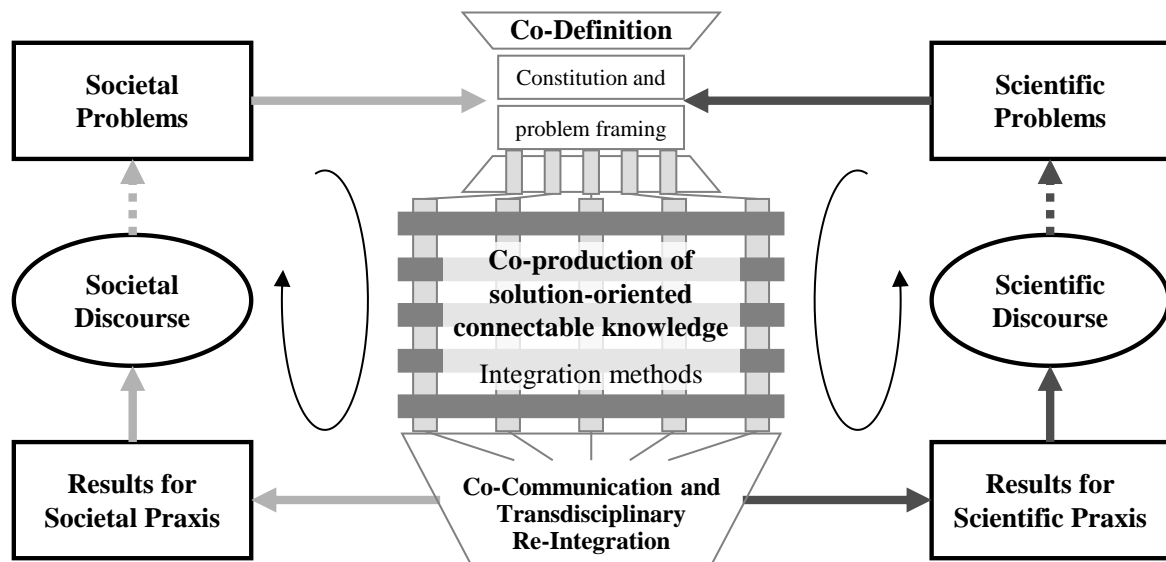 Co-Definition
Societal
Problems
Constitution and
problem framing
Scientific
Problems
Societal
Discourse
Co-production of
solution-oriented
connectable knowledge
Integration methods
Scientific
Discourse
Results for
Societal Praxis
Co-Communication and
Transdisciplinary
Re-Integration
Results for
Scientific Praxis